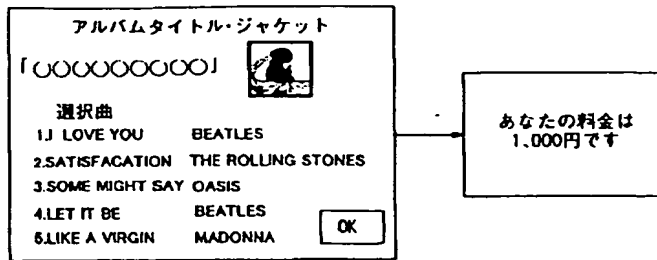 アルバムタイトル・ジャケット
「○○○○○○○○○」
選択曲
1.I LOVE YOU BEATLES
2.SATISFACATION THE ROLLING STONES
3.SOME MIGHT SAY OASIS
4.LET IT BE BEATLES
5.LIKE A VIRGIN MADONNA
OK
あなたの料金は
1,000円です